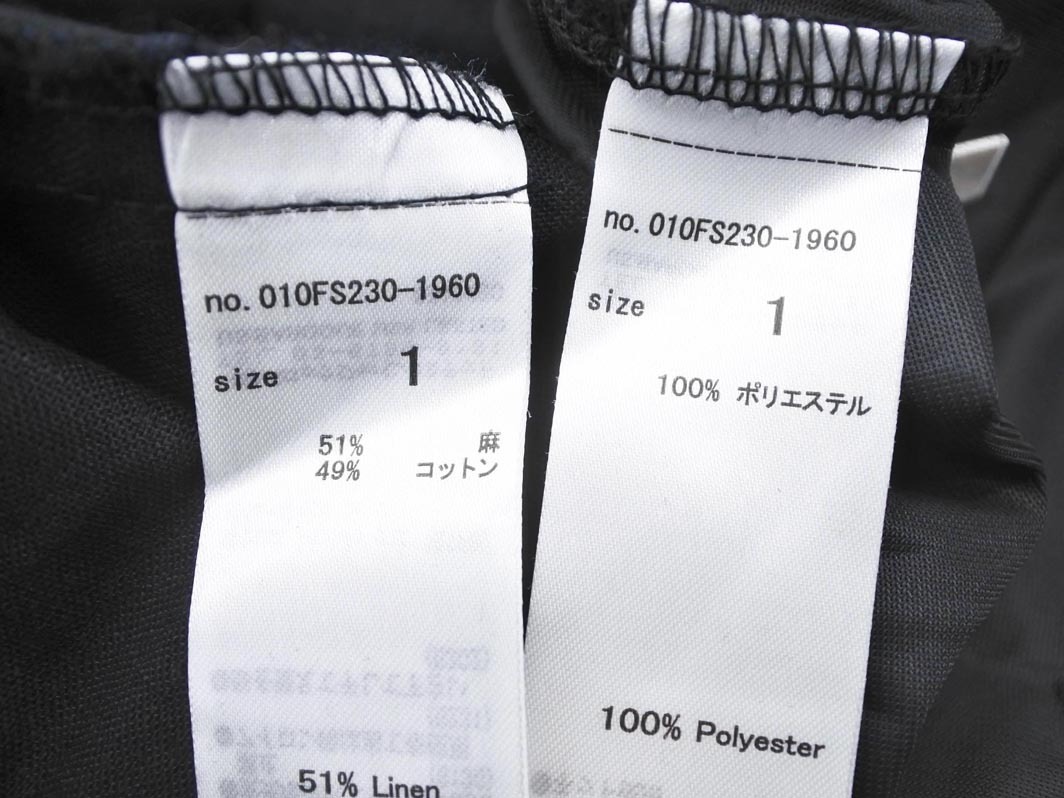 no. 010FS230-1960
size 1
51% 麻
49% コットン
51% Linen
no. 010FS230-1960
size 1
100% ポリエステル
100% Polyester